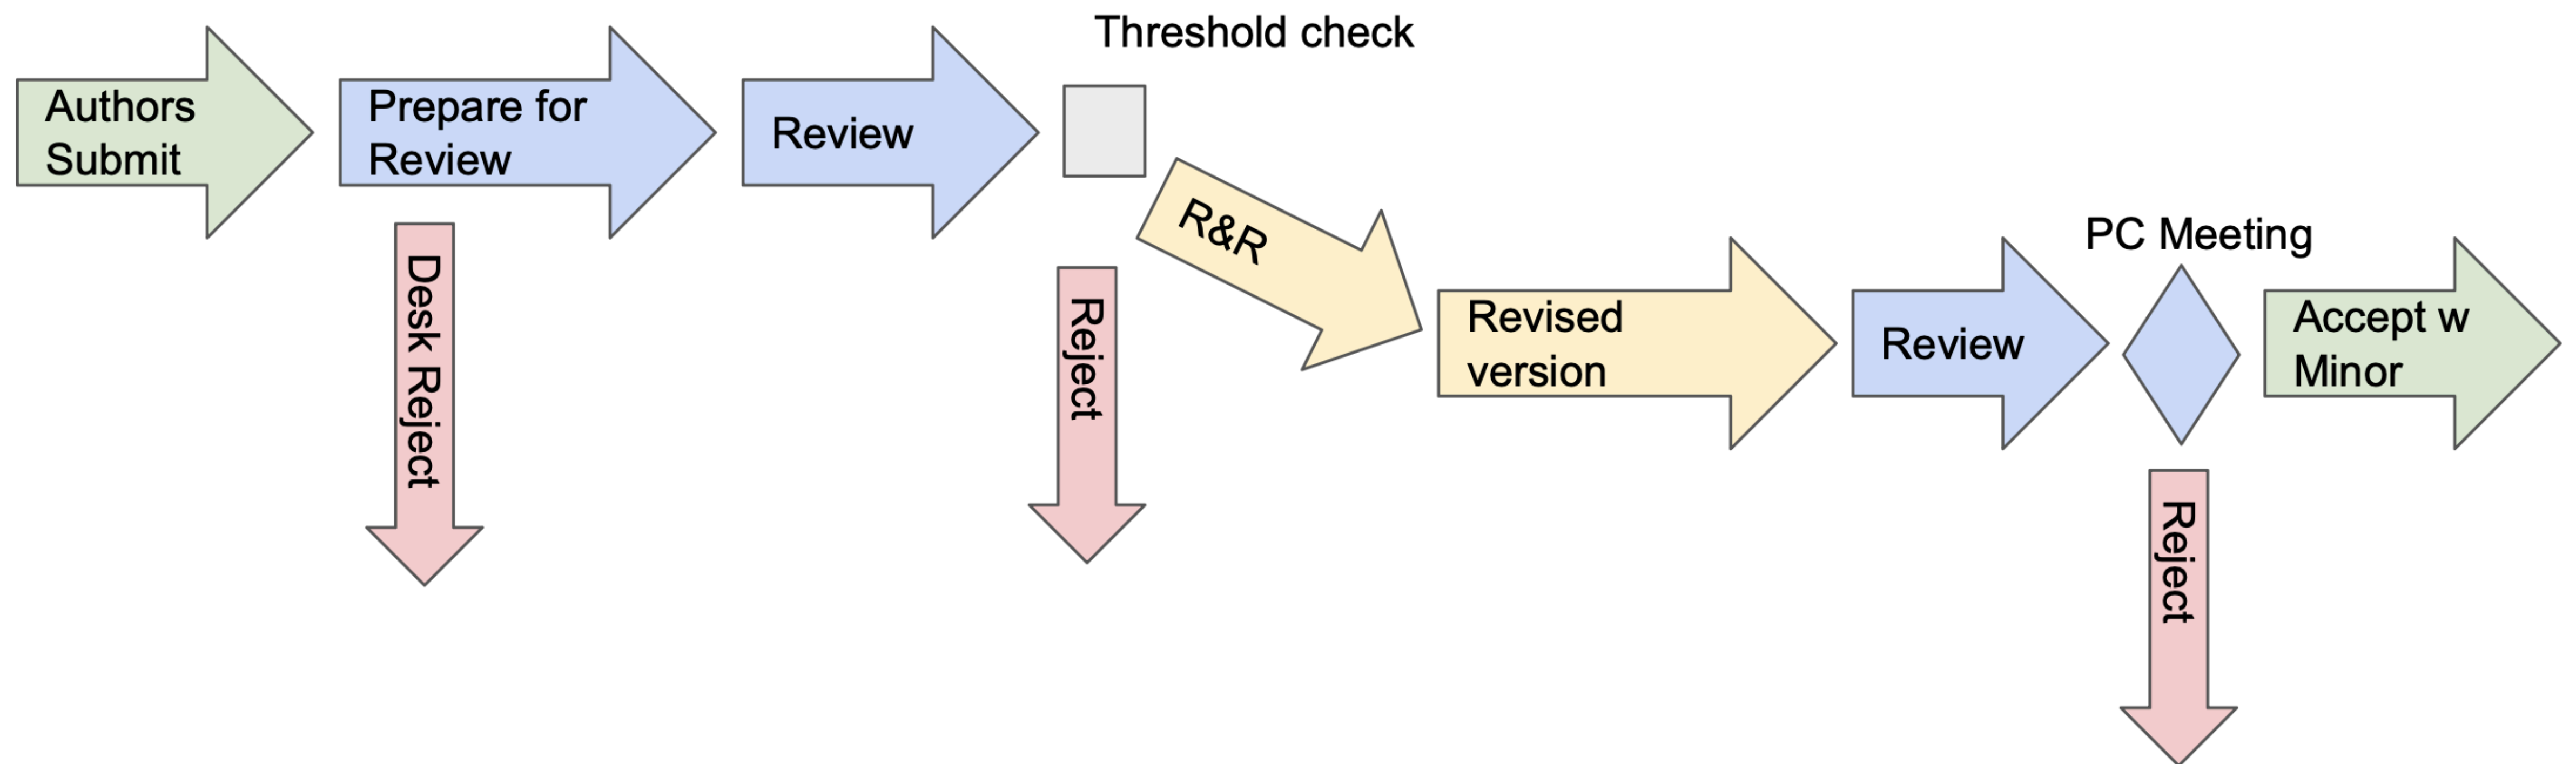 Threshold check
Authors
Submit
Prepare for
Review
Review
Desk Reject
Reject
R&R
Revised
version
Review
PC Meeting
Accept w
Minor
Reject